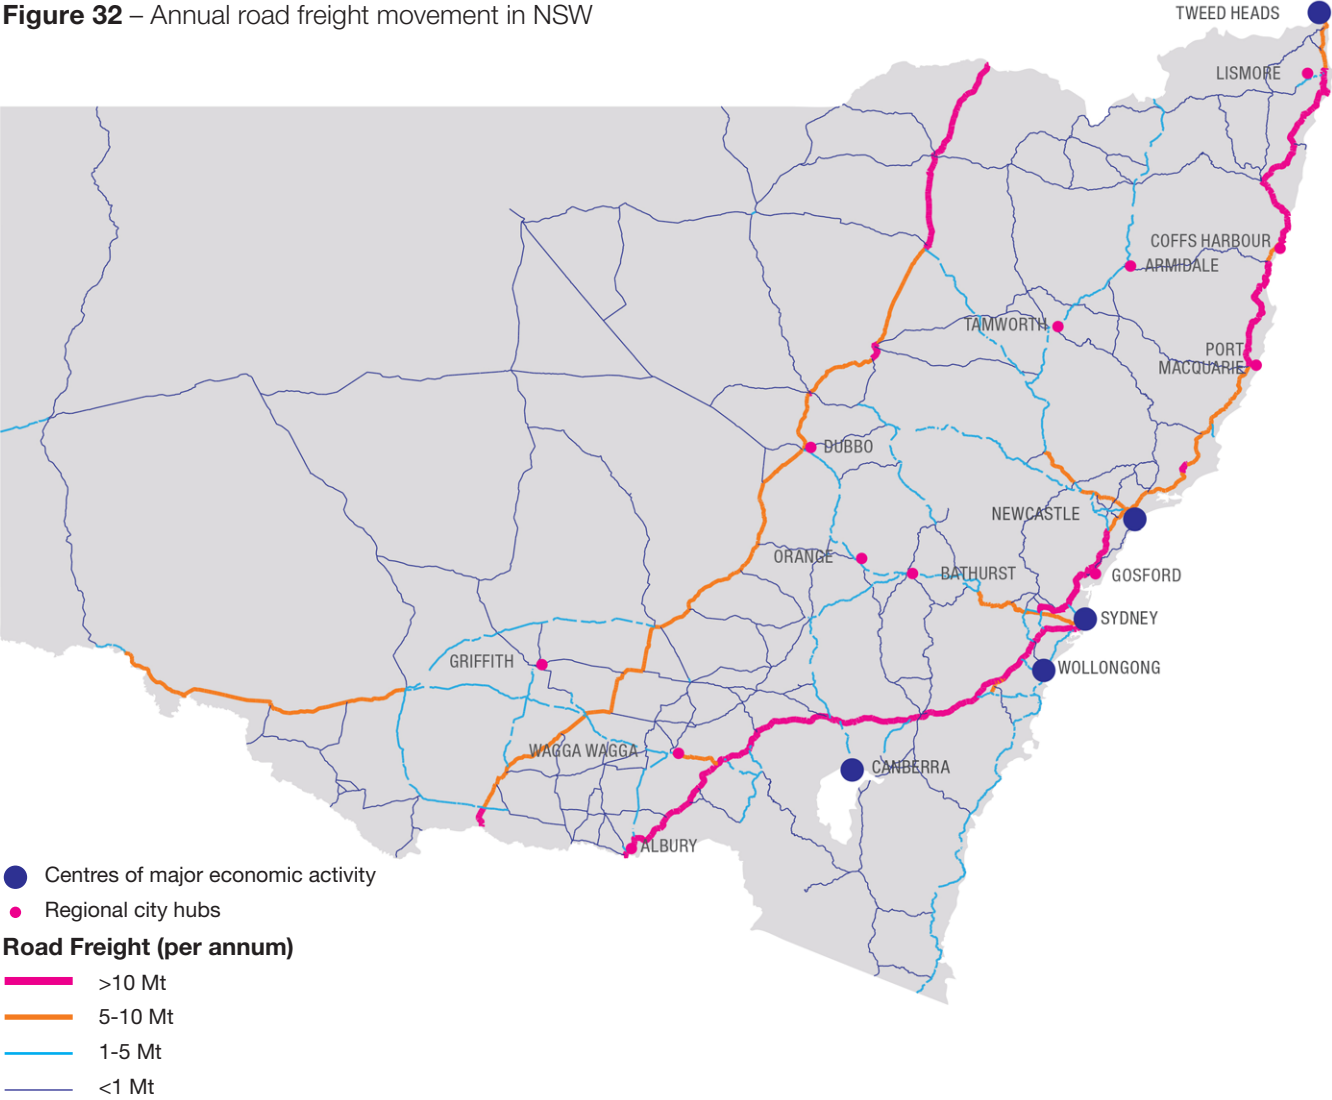 Figure 32 – Annual road freight movement in NSW
TWEED HEADS
LISMORE
COFFS HARBOUR
ARMIDALE
TAMWORTH
PORT
MACQUARIE
DUBBO
NEWCASTLE
ORANGE
BATHURST
GOSFORD
SYDNEY
GRIFFITH
WOLLONGONG
WAGGA WAGGA
CANBERRA
ALBURY
Centres of major economic activity
Regional city hubs
Road Freight (per annum)
>10 Mt
5-10 Mt
1-5 Mt
<1 Mt